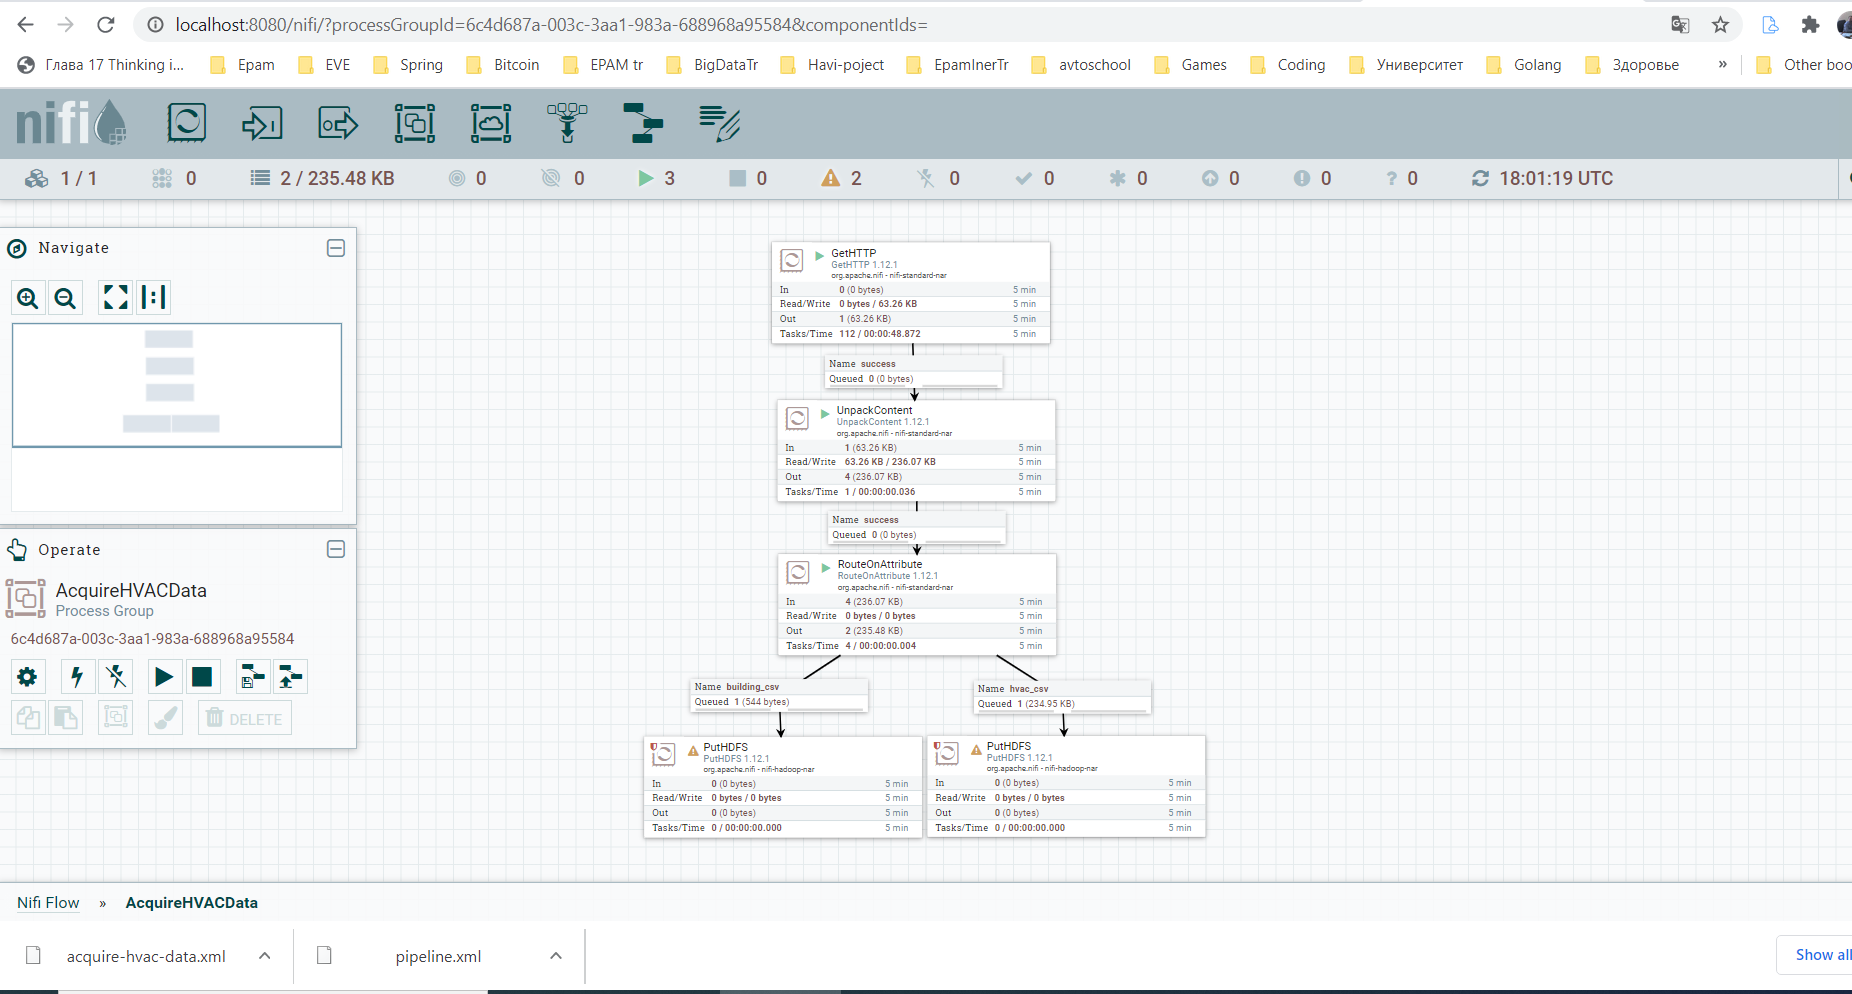 localhost:8080/nifi/?processGroupId=6c4d687a-003c-3aa1-983a-688968a95584&componentIds=
Глава 17 Thinking i... Epam EVE Spring Bitcoin EPAM tr BigDataTr Havi-poject EpamInerTr avtoschool Games Coding Университет Golang Здоровье » Other boo
nifi
1 / 1 0 2 / 235.48 KB 0 0 3 0 2 0 0 0 0 0 ? 0 18:01:19 UTC
Navigate
GetHTTP
GetHTTP 1.12.1
org.apache.nifi - nifi-standard-nar
In 0 (0 bytes) 5 min
Read/Write 0 bytes / 63.26 KB 5 min
Out 1 (63.26 KB) 5 min
Tasks/Time 112 / 00:00:48.872 5 min
Name success
Queued 0 (0 bytes)
UnpackContent
UnpackContent 1.12.1
org.apache.nifi - nifi-standard-nar
In 1 (63.26 KB) 5 min
Read/Write 63.26 KB / 236.07 KB 5 min
Out 4 (236.07 KB) 5 min
Tasks/Time 1 / 00:00:00.036 5 min
Name success
Queued 0 (0 bytes)
RouteOnAttribute
RouteOnAttribute 1.12.1
org.apache.nifi - nifi-standard-nar
In 4 (236.07 KB) 5 min
Read/Write 0 bytes / 0 bytes 5 min
Out 2 (235.48 KB) 5 min
Tasks/Time 4 / 00:00:00.004 5 min
Name building_csv
Queued 1 (544 bytes)
Name hvac_csv
Queued 1 (234.95 KB)
PutHDFS
PutHDFS 1.12.1
org.apache.nifi - nifi-hadoop-nar
In 0 (0 bytes) 5 min
Read/Write 0 bytes / 0 bytes 5 min
Out 0 (0 bytes) 5 min
Tasks/Time 0 / 00:00:00.000 5 min
PutHDFS
PutHDFS 1.12.1
org.apache.nifi - nifi-hadoop-nar
In 0 (0 bytes) 5 min
Read/Write 0 bytes / 0 bytes 5 min
Out 0 (0 bytes) 5 min
Tasks/Time 0 / 00:00:00.000 5 min
Operate
AcquireHVACData
Process Group
6c4d687a-003c-3aa1-983a-688968a95584
DELETE
Nifi Flow » AcquireHVACData
acquire-hvac-data.xml pipeline.xml Show all